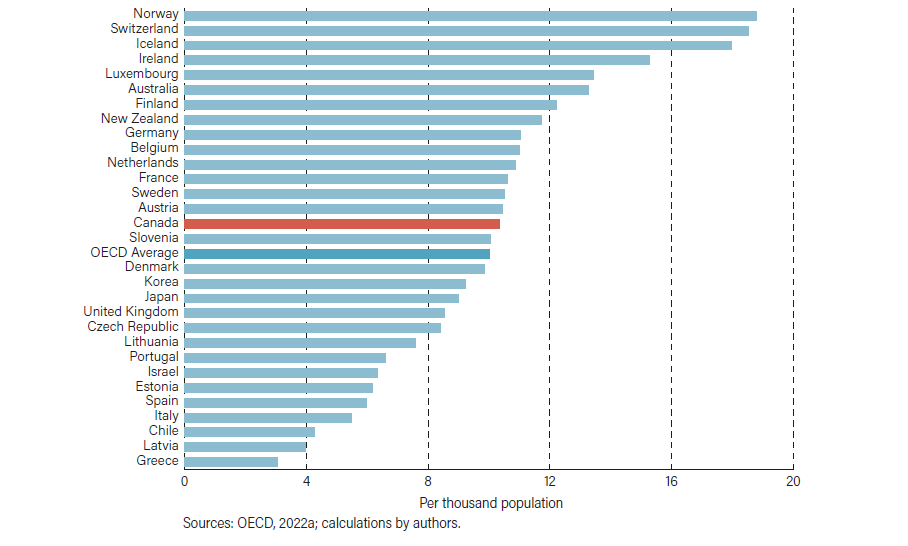 Norway
Switzerland
Iceland
Ireland
Luxembourg
Australia
Finland
New Zealand
Germany
Belgium
Netherlands
France
Sweden
Austria
Canada
Slovenia
OECD Average
Denmark
Korea
Japan
United Kingdom
Czech Republic
Lithuania
Portugal
Israel
Estonia
Spain
Italy
Chile
Latvia
Greece
0 4 8 12 16 20
Per thousand population
Sources: OECD, 2022a; calculations by authors.